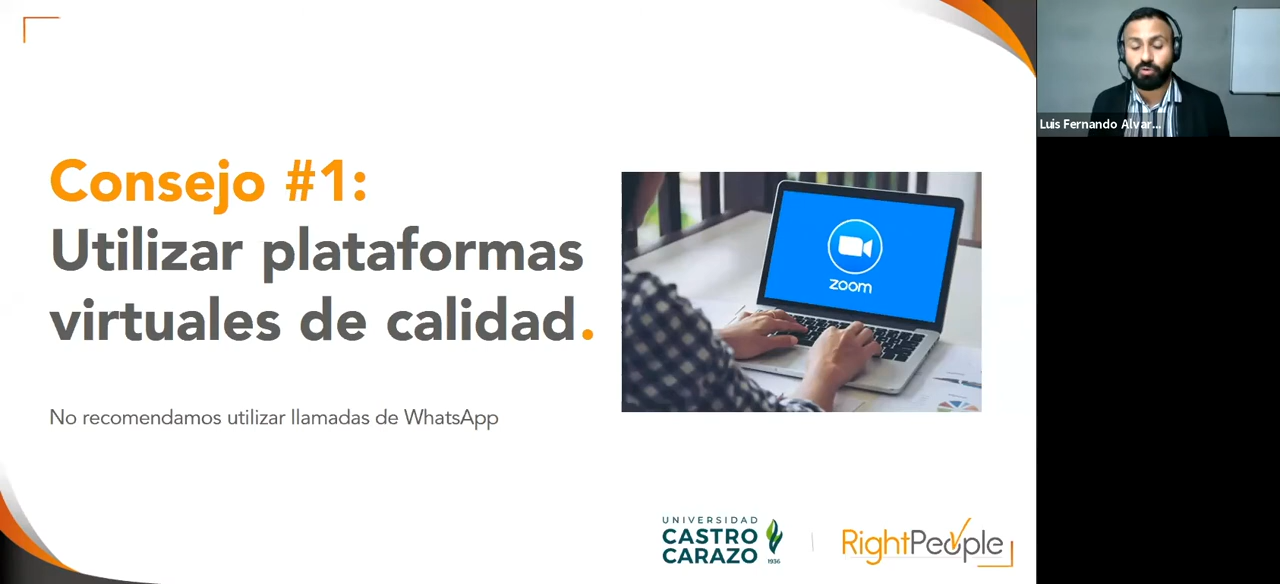 Consejo #1:
Utilizar plataformas
virtuales de calidad.
No recomendamos utilizar llamadas de WhatsApp
zoom
UNIVERSIDAD
CASTRO
CARAZO
1936
RightPeople
Luis Fernando Alvar...